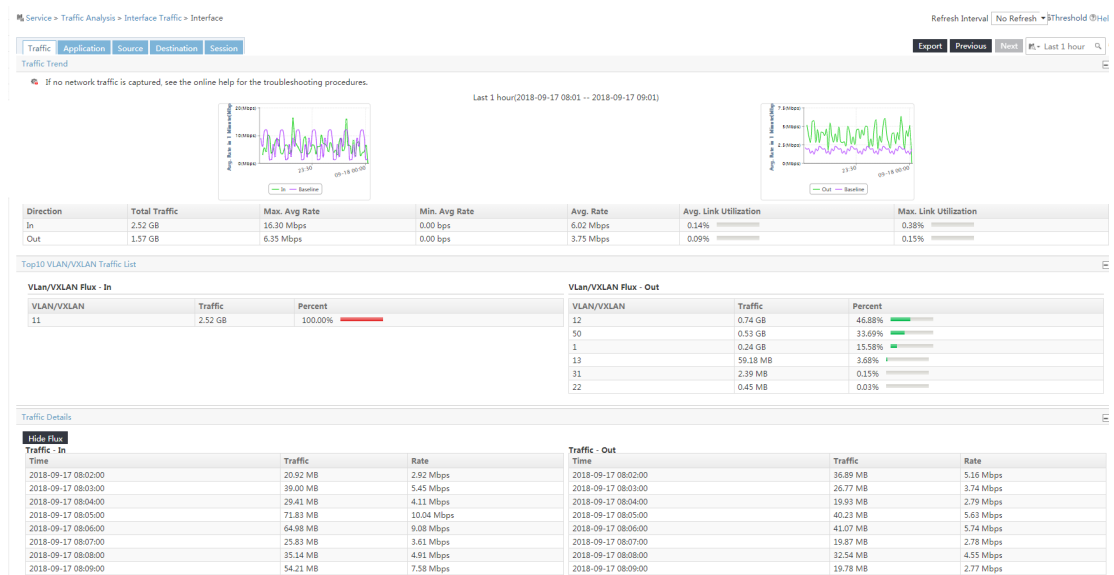 Service > Traffic Analysis > Interface Traffic > Interface
Refresh Interval No Refresh Threshold Hel
Traffic Application Source Destination Session
Export Previous Next Last 1 hour
Traffic Trend
If no network traffic is captured, see the online help for the troubleshooting procedures.
Last 1 hour(2018-09-17 08:01 -- 2018-09-17 09:01)
23:30 09-18 00:00
In Baseline
23:30 09-18 00:00
Out Baseline
Direction Total Traffic Max. Avg Rate Min. Avg Rate Avg. Rate Avg. Link Utilization Max. Link Utilization
In 2.52 GB 16.30 Mbps 0.00 bps 6.02 Mbps 0.14% 0.38%
Out 1.57 GB 6.35 Mbps 0.00 bps 3.75 Mbps 0.09% 0.15%
Top10 VLAN/VXLAN Traffic List
VLan/VXLAN Flux - In
VLAN/VXLAN Traffic Percent
11 2.52 GB 100.00%
VLan/VXLAN Flux - Out
VLAN/VXLAN Traffic Percent
12 0.74 GB 46.88%
50 0.53 GB 33.69%
1 0.24 GB 15.58%
13 59.18 MB 3.68%
31 2.39 MB 0.15%
22 0.45 MB 0.03%
Traffic Details
Hide Flux
Traffic - In
Time Traffic Rate
2018-09-17 08:02:00 20.92 MB 2.92 Mbps
2018-09-17 08:03:00 39.00 MB 5.45 Mbps
2018-09-17 08:04:00 29.41 MB 4.11 Mbps
2018-09-17 08:05:00 71.83 MB 10.04 Mbps
2018-09-17 08:06:00 64.98 MB 9.08 Mbps
2018-09-17 08:07:00 25.83 MB 3.61 Mbps
2018-09-17 08:08:00 35.14 MB 4.91 Mbps
2018-09-17 08:09:00 54.21 MB 7.58 Mbps
Traffic - Out
Time Traffic Rate
2018-09-17 08:02:00 36.89 MB 5.16 Mbps
2018-09-17 08:03:00 26.77 MB 3.74 Mbps
2018-09-17 08:04:00 19.93 MB 2.79 Mbps
2018-09-17 08:05:00 40.23 MB 5.63 Mbps
2018-09-17 08:06:00 41.07 MB 5.74 Mbps
2018-09-17 08:07:00 19.87 MB 2.78 Mbps
2018-09-17 08:08:00 32.54 MB 4.55 Mbps
2018-09-17 08:09:00 19.78 MB 2.77 Mbps